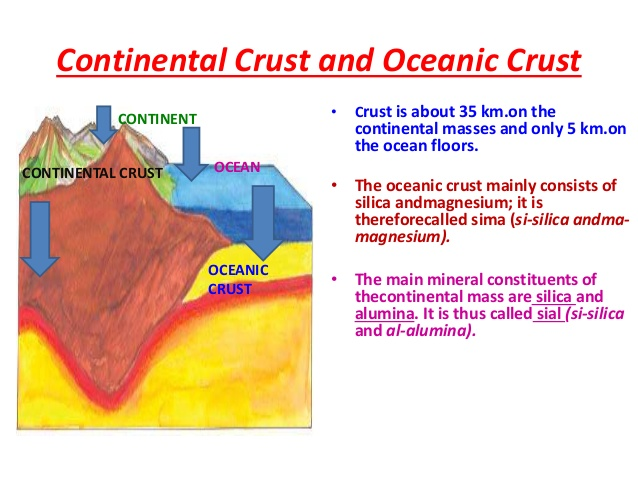 Continental Crust and Oceanic Crust
CONTINENT
OCEAN
CONTINENTAL CRUST
OCEANIC
CRUST
• Crust is about 35 km.on the
continental masses and only 5 km.on
the ocean floors.
• The oceanic crust mainly consists of
silica andmagnesium; it is
thereforecalled sima (si-silica andma-
magnesium).
• The main mineral constituents of
thecontinental mass are silica and
alumina. It is thus called sial (si-silica
and al-alumina).